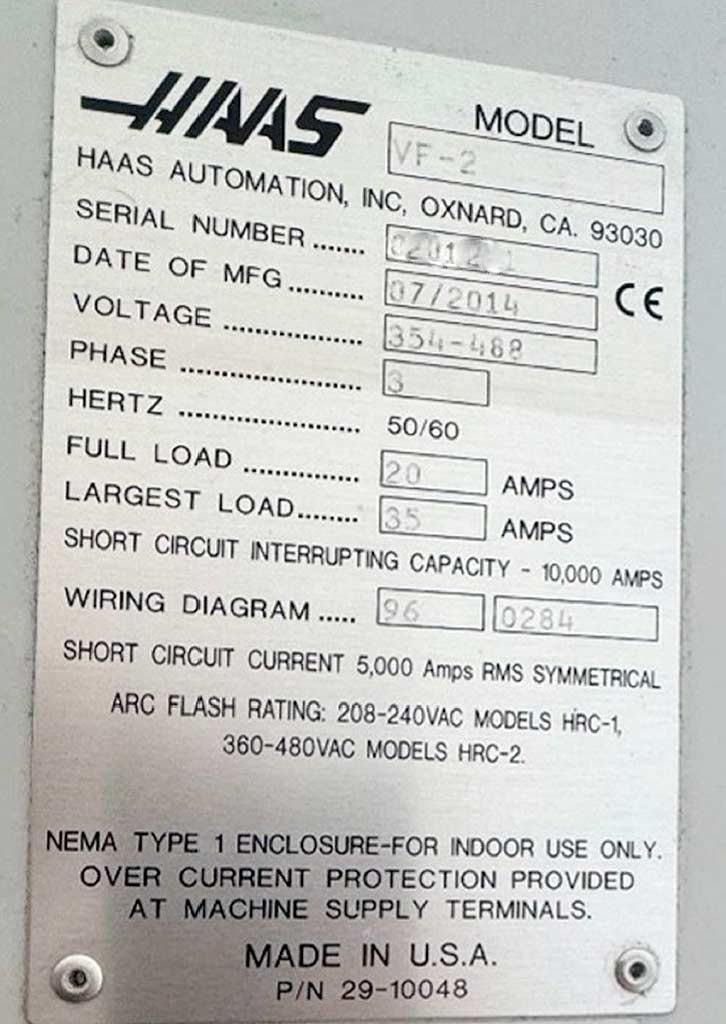 HAAS
MODEL VF-2
HAAS AUTOMATION, INC, OXNARD, CA. 93030
SERIAL NUMBER .......
DATE OF MFG .......... 07/2014
CE
VOLTAGE .................. 354-488
PHASE ....................... 3
HERTZ ....................... 50/60
FULL LOAD ............... 20 AMPS
LARGEST LOAD........ 35 AMPS
SHORT CIRCUIT INTERRUPTING CAPACITY - 10,000 AMPS
WIRING DIAGRAM ..... 96 0284
SHORT CIRCUIT CURRENT 5,000 Amps RMS SYMMETRICAL
ARC FLASH RATING: 208-240VAC MODELS HRC-1,
360-480VAC MODELS HRC-2.
NEMA TYPE 1 ENCLOSURE-FOR INDOOR USE ONLY.
OVER CURRENT PROTECTION PROVIDED
AT MACHINE SUPPLY TERMINALS.
MADE IN U.S.A.
P/N 29-10048